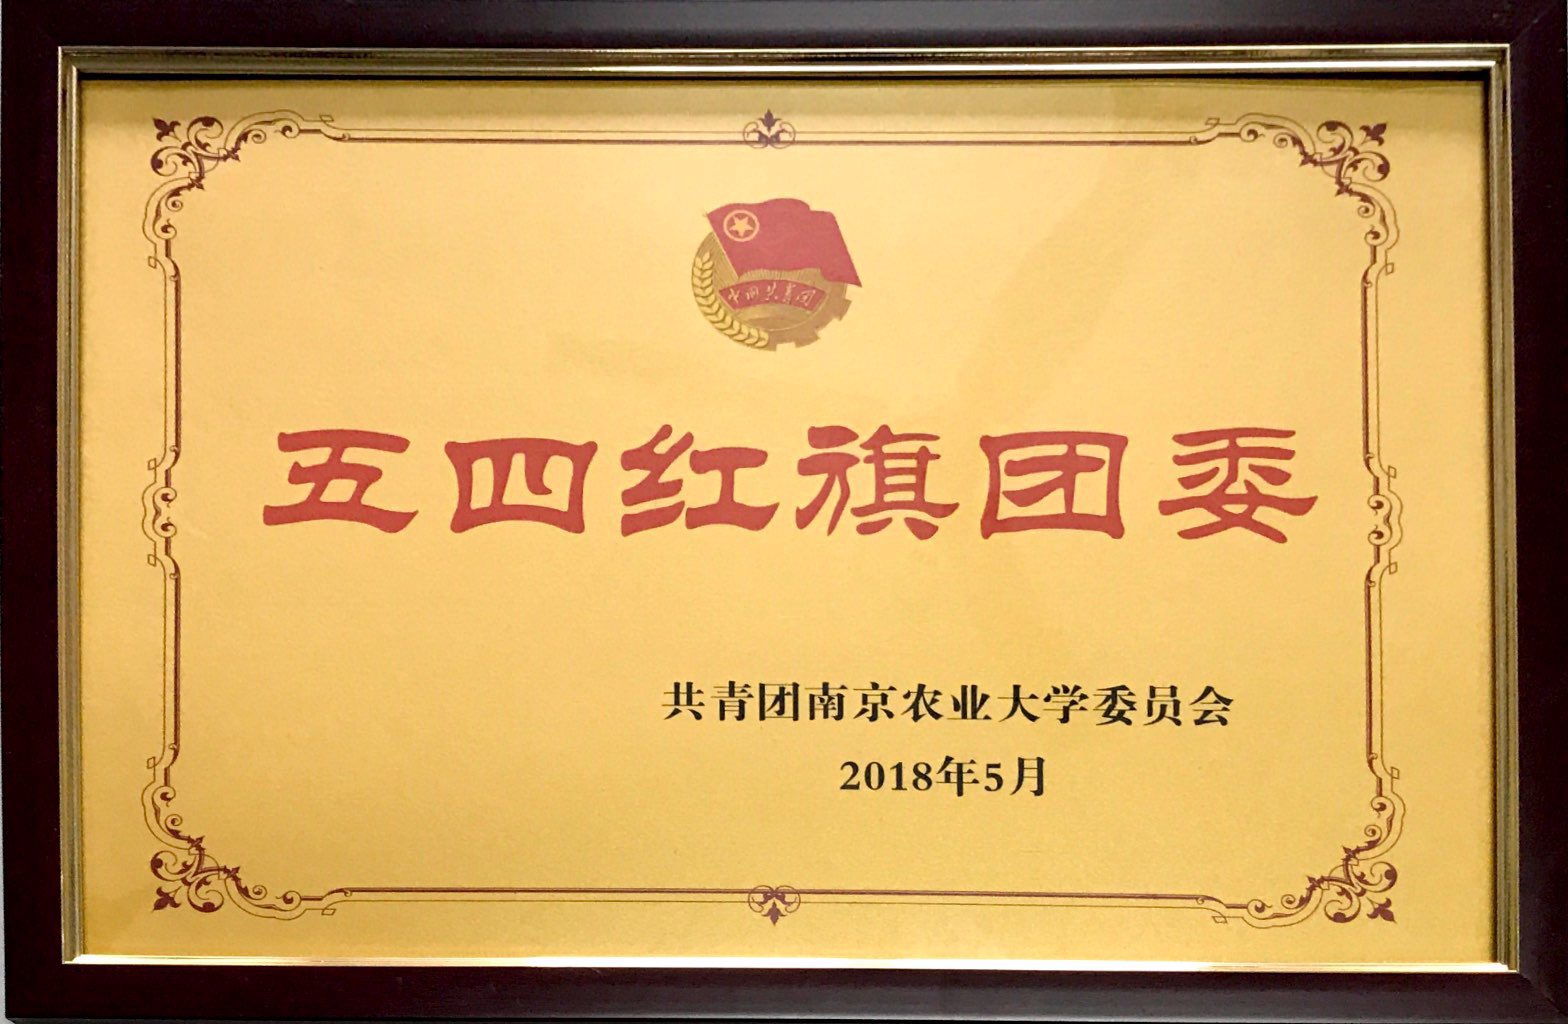 中国共青团
五四红旗团委
共青团南京农业大学委员会
2018年5月